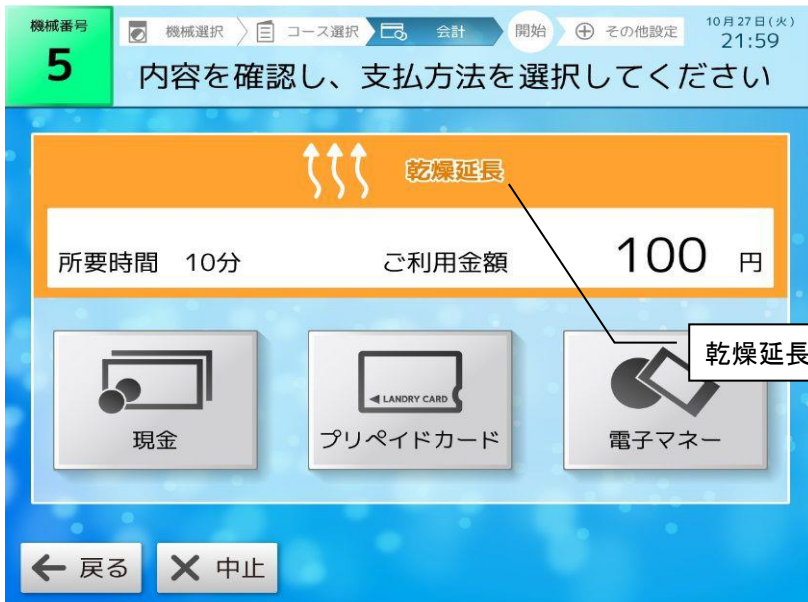 機械番号
5
機械選択
コース選択
会計
開始
その他設定
10月27日(火)
21:59
内容を確認し、支払方法を選択してください
乾燥延長
所要時間 10分 ご利用金額 100 円
乾燥延長
現金
◀LANDRY CARD
プリペイドカード
電子マネー
戻る
中止